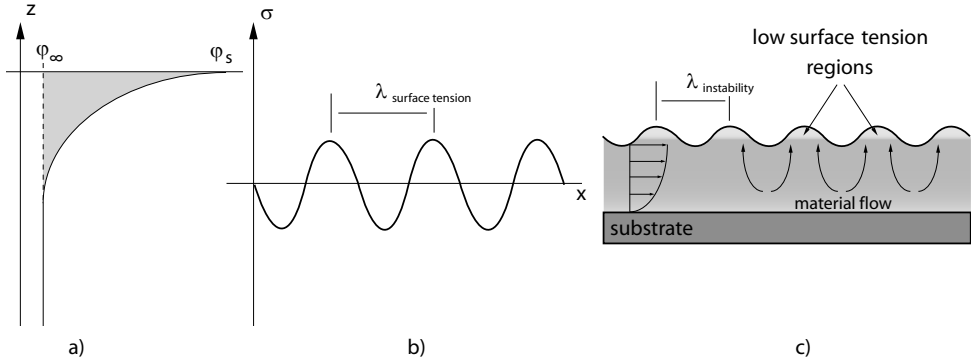 z
φ∞
φs
a)
σ
λ surface tension
x
b)
low surface tension
regions
λ instability
material flow
substrate
c)